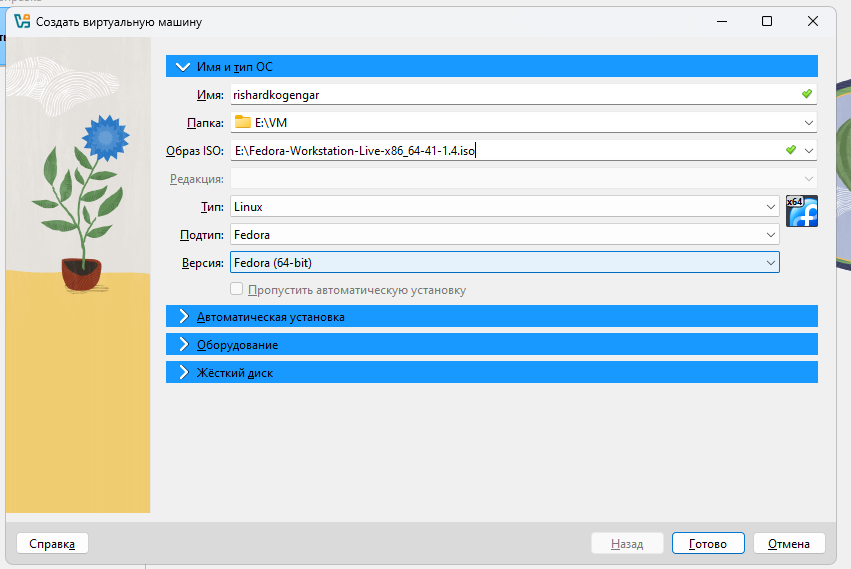 Создать виртуальную машину
Имя и тип ОС
Имя: rishardkogengar
Папка: E:\VM
Образ ISO: E:\Fedora-Workstation-Live-x86_64-41-1.4.iso
Редакция:
Тип: Linux
x64
Подтип: Fedora
Версия: Fedora (64-bit)
Пропустить автоматическую установку
Автоматическая установка
Оборудование
Жёсткий диск
Справка Назад Готово Отмена